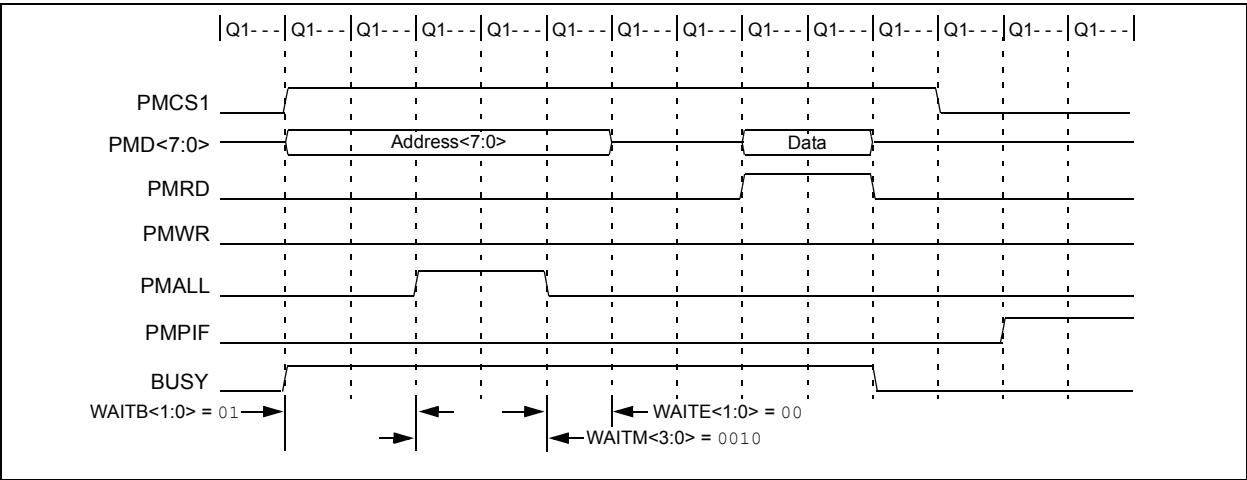 Q1- - - Q1- - - Q1- - - Q1- - - Q1- - - Q1- - - Q1- - - Q1- - - Q1- - - Q1- - - Q1- - - Q1- - - Q1- - - Q1- - -
PMCS1
PMD<7:0> Address<7:0> Data
PMRD
PMWR
PMALL
PMPIF
BUSY
WAITB<1:0> = 01 WAITE<1:0> = 00
WAITM<3:0> = 0010